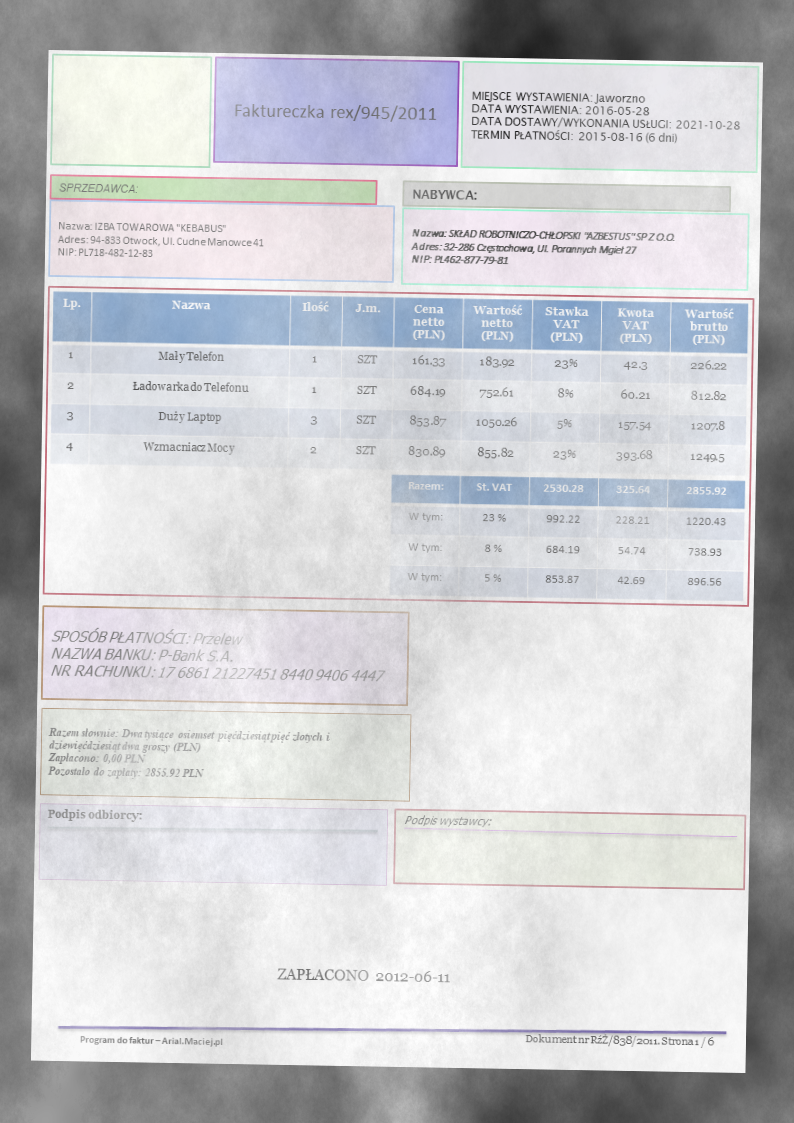 Faktureczka rex/945/2011
MIEJSCE WYSTAWIENIA: Jaworzno
DATA WYSTAWIENIA: 2016-05-28
DATA DOSTAWY/WYKONANIA USŁUGI: 2021-10-28
TERMIN PŁATNOŚCI: 2015-08-16 (6 dni)
SPRZEDAWCA:
Nazwa: IZBA TOWAROWA "KEBABUS"
Adres: 94-833 Otwock, Ul. Cudne Manowce 41
NIP: PL718-482-12-83
NABYWCA:
Nazwa: SKŁAD ROBOTNICZO-CHŁOPSKI "AZBESTUS" SP Z O.O.
Adres: 32-286 Częstochowa, Ul. Porannych Mgieł 27
NIP: PL462-877-79-81
Lp. Nazwa Ilość J.m. Cena netto (PLN) Wartość netto (PLN) Stawka VAT (PLN) Kwota VAT (PLN) Wartość brutto (PLN)
1 Mały Telefon 1 SZT 161.33 183.92 23% 42.3 226.22
2 Ładowarka do Telefonu 1 SZT 684.19 752.61 8% 60.21 812.82
3 Duży Laptop 3 SZT 853.87 1050.26 5% 157.54 1207.8
4 Wzmacniacz Mocy 2 SZT 830.89 855.82 23% 393.68 1249.5
Razem: St. VAT 2530.28 325.64 2855.92
W tym: 23 % 992.22 228.21 1220.43
W tym: 8 % 684.19 54.74 738.93
W tym: 5 % 853.87 42.69 896.56
SPOSÓB PŁATNOŚCI: Przelew
NAZWA BANKU: P-Bank S.A.
NR RACHUNKU: 17 6861 21227451 8440 9406 4447
Razem słownie: Dwa tysiące osiemset pięćdziesiąt pięć złotych i
dziewięćdziesiąt dwa groszy (PLN)
Zapłacono: 0,00 PLN
Pozostało do zapłaty: 2855.92 PLN
Podpis odbiorcy:
Podpis wystawcy:
ZAPŁACONO 2012-06-11
Program do faktur – Arial.Maciej.pl
Dokument nr RżŻ/838/2011. Strona 1 / 6